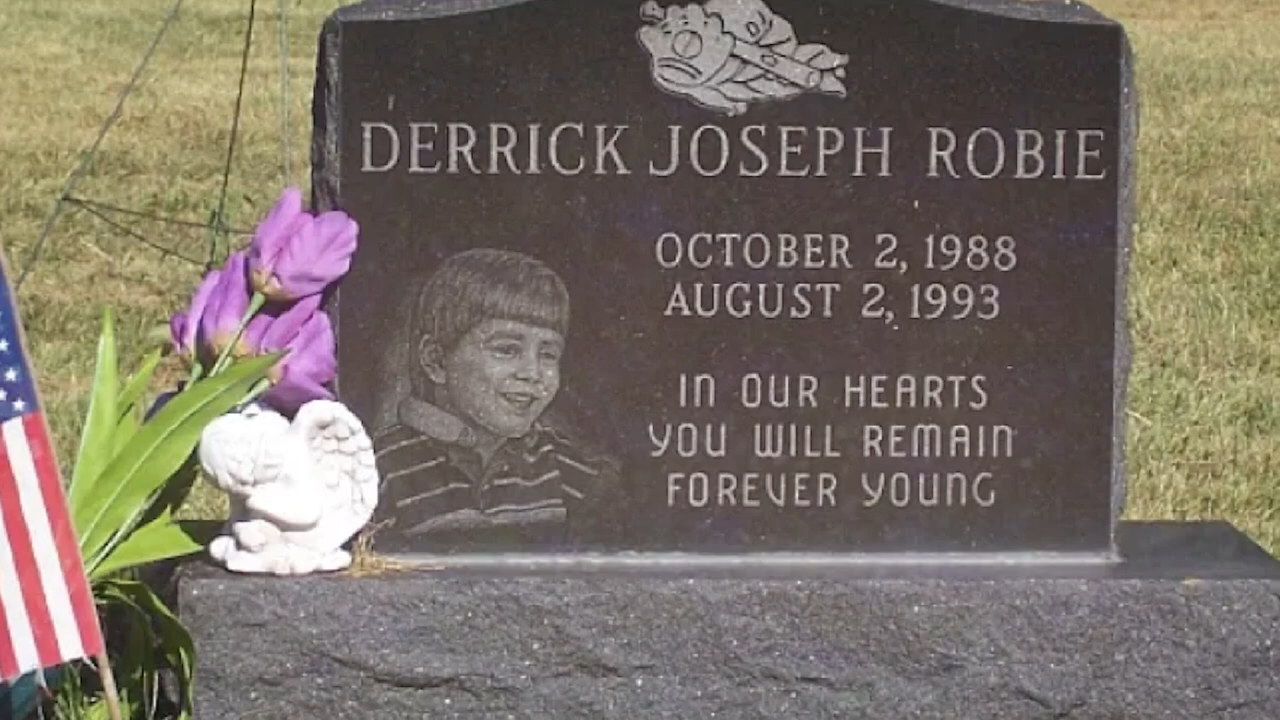 DERRICK JOSEPH ROBIE
OCTOBER 2, 1988
AUGUST 2, 1993
IN OUR HEARTS
YOU WILL REMAIN
FOREVER YOUNG